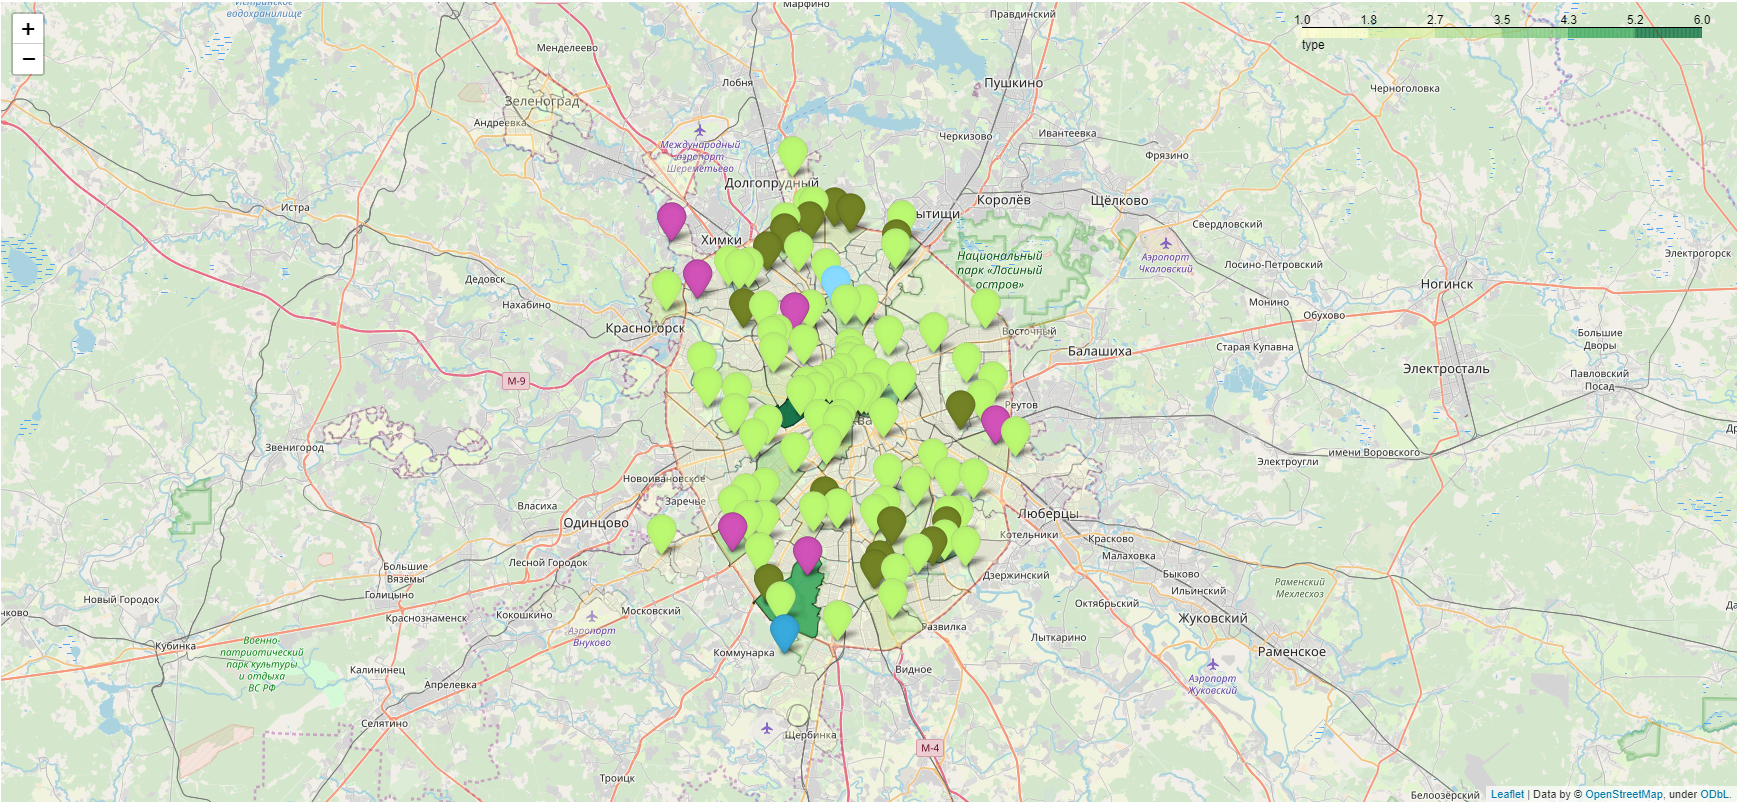 Истринское
водохранилище
Марфино
Правдинский
+
−
1.0 1.8 2.7 3.5 4.3 5.2 6.0
type
Менделеево
Лобня
Пушкино
Черноголовка
Зеленоград
Андреевка
Черкизово
Ивантеевка
Международный
аэропорт
Шереметьево
Фрязино
Долгопрудный
Королёв
Щёлково
Истра
ытищи
Свердловский
Химки
Национальный
парк «Лосиный
остров»
Аэропорт
Чкаловский
Лосино-Петровский
Электрогорск
Дедовск
Ногинск
Нахабино
Монино
Обухово
Красногорск
Восточный
Большие
Дворы
Балашиха
Старая Купавна
Электросталь
Павловский
Посад
М-9
Реутов
ва
Звенигород
имени Воровского
Электроугли
Новоивановское
Заречье
Власиха
Одинцово
Люберцы
Котельники
Красково
Малаховка
Лесной Городок
Большие
Вязёмы
Голицыно
Дзержинский
Быково
Ильинский
Раменский
Мехлесхоз
Новый Городок
нково
Краснознаменск
Кокошкино
Московский
Октябрьский
Жуковский
Аэропорт
Внуково
Развилка
Лыткарино
Кубинка
Военно-
патриотический
парк культуры
и отдыха
ВС РФ
Коммунарка
Раменское
Калининец
Видное
Апрелевка
Аэропорт
Жуковский
Селятино
Щербинка
М-4
Троицк
Белоозёрский
Leaflet | Data by © OpenStreetMap, under ODbL.